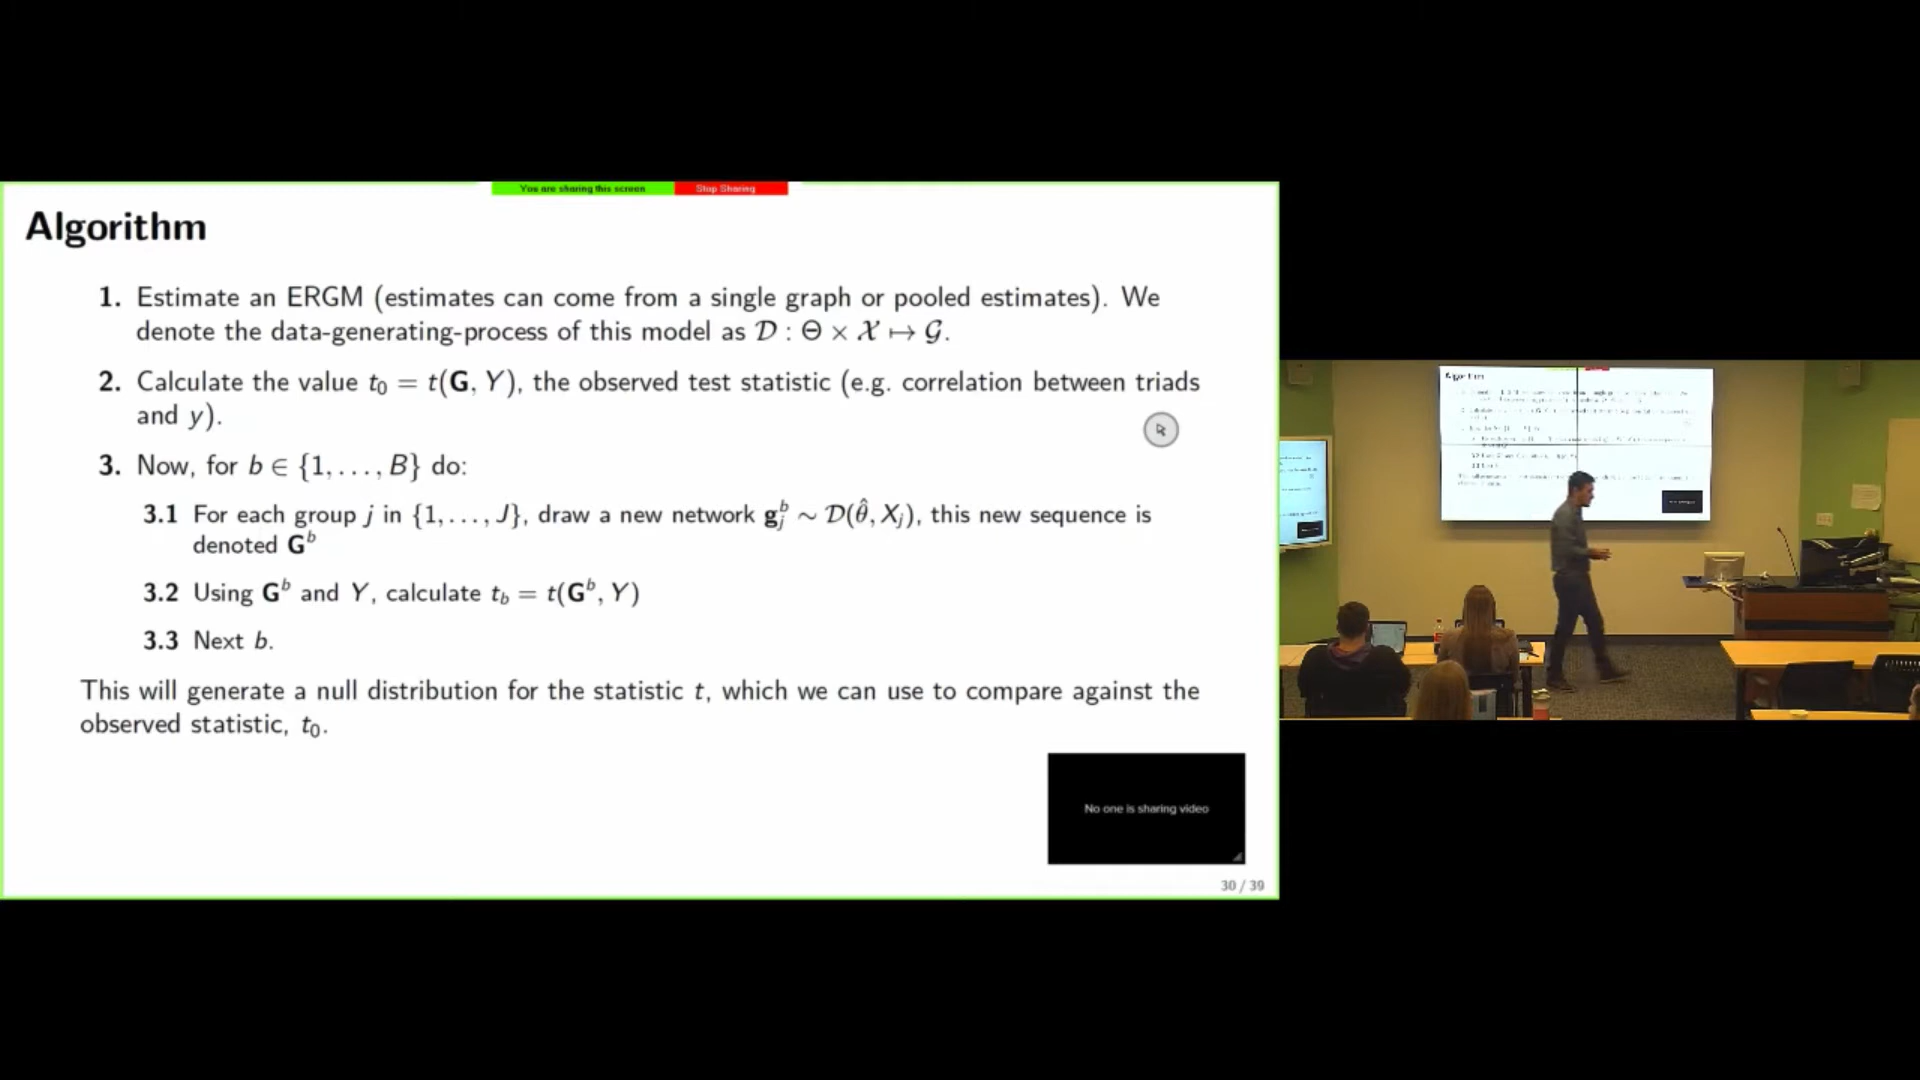 You are sharing this screen Stop Sharing
Algorithm
1. Estimate an ERGM (estimates can come from a single graph or pooled estimates). We
denote the data-generating-process of this model as 𝒟 : Θ × 𝒳 ↦ 𝒢.
2. Calculate the value t₀ = t(G, Y), the observed test statistic (e.g. correlation between triads
and y).
3. Now, for b ∈ {1, . . . , B} do:
3.1 For each group j in {1, . . . , J}, draw a new network gⱼᵇ ∼ 𝒟(θ̂, Xⱼ), this new sequence is
denoted Gᵇ
3.2 Using Gᵇ and Y, calculate t_b = t(Gᵇ, Y)
3.3 Next b.
This will generate a null distribution for the statistic t, which we can use to compare against the
observed statistic, t₀.
No one is sharing video
30 / 39
Algorithm